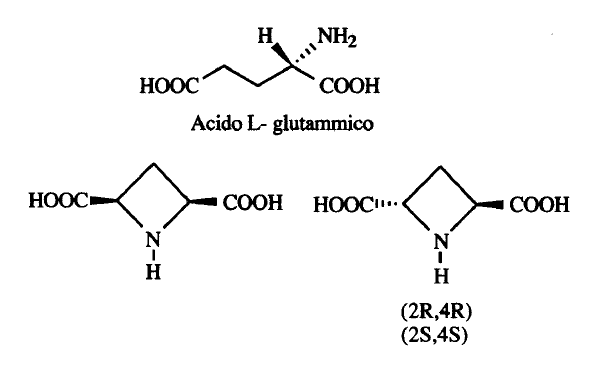 H NH₂
HOOC COOH
Acido L- glutammico
HOOC COOH HOOC COOH
N N
H H
(2R,4R)
(2S,4S)